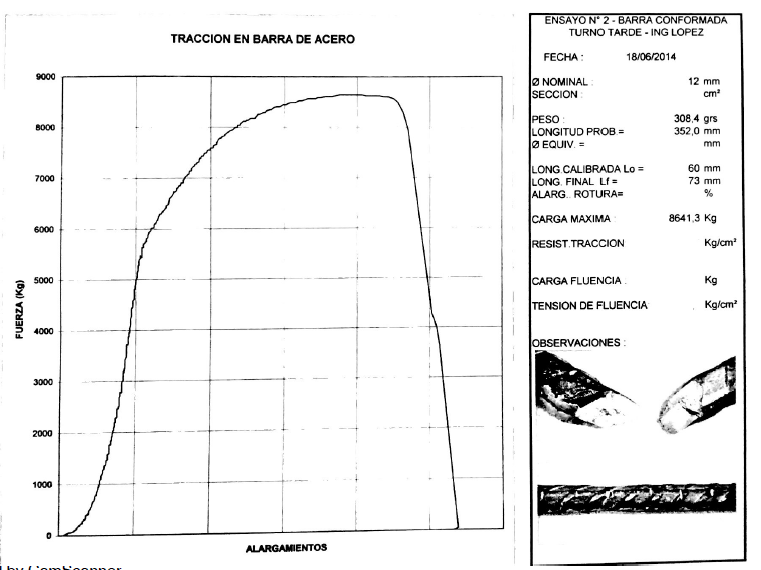 TRACCION EN BARRA DE ACERO
9000
8000
7000
6000
5000
4000
3000
2000
1000
0
FUERZA (Kg)
ALARGAMIENTOS
ENSAYO N° 2 - BARRA CONFORMADA
TURNO TARDE - ING LOPEZ
FECHA : 18/06/2014
Ø NOMINAL : 12 mm
SECCION : cm²
PESO : 308,4 grs
LONGITUD PROB.= 352,0 mm
Ø EQUIV. = mm
LONG.CALIBRADA Lo = 60 mm
LONG. FINAL Lf = 73 mm
ALARG.. ROTURA= %
CARGA MAXIMA : 8641,3 Kg
RESIST.TRACCION Kg/cm²
CARGA FLUENCIA : Kg
TENSION DE FLUENCIA Kg/cm²
OBSERVACIONES :